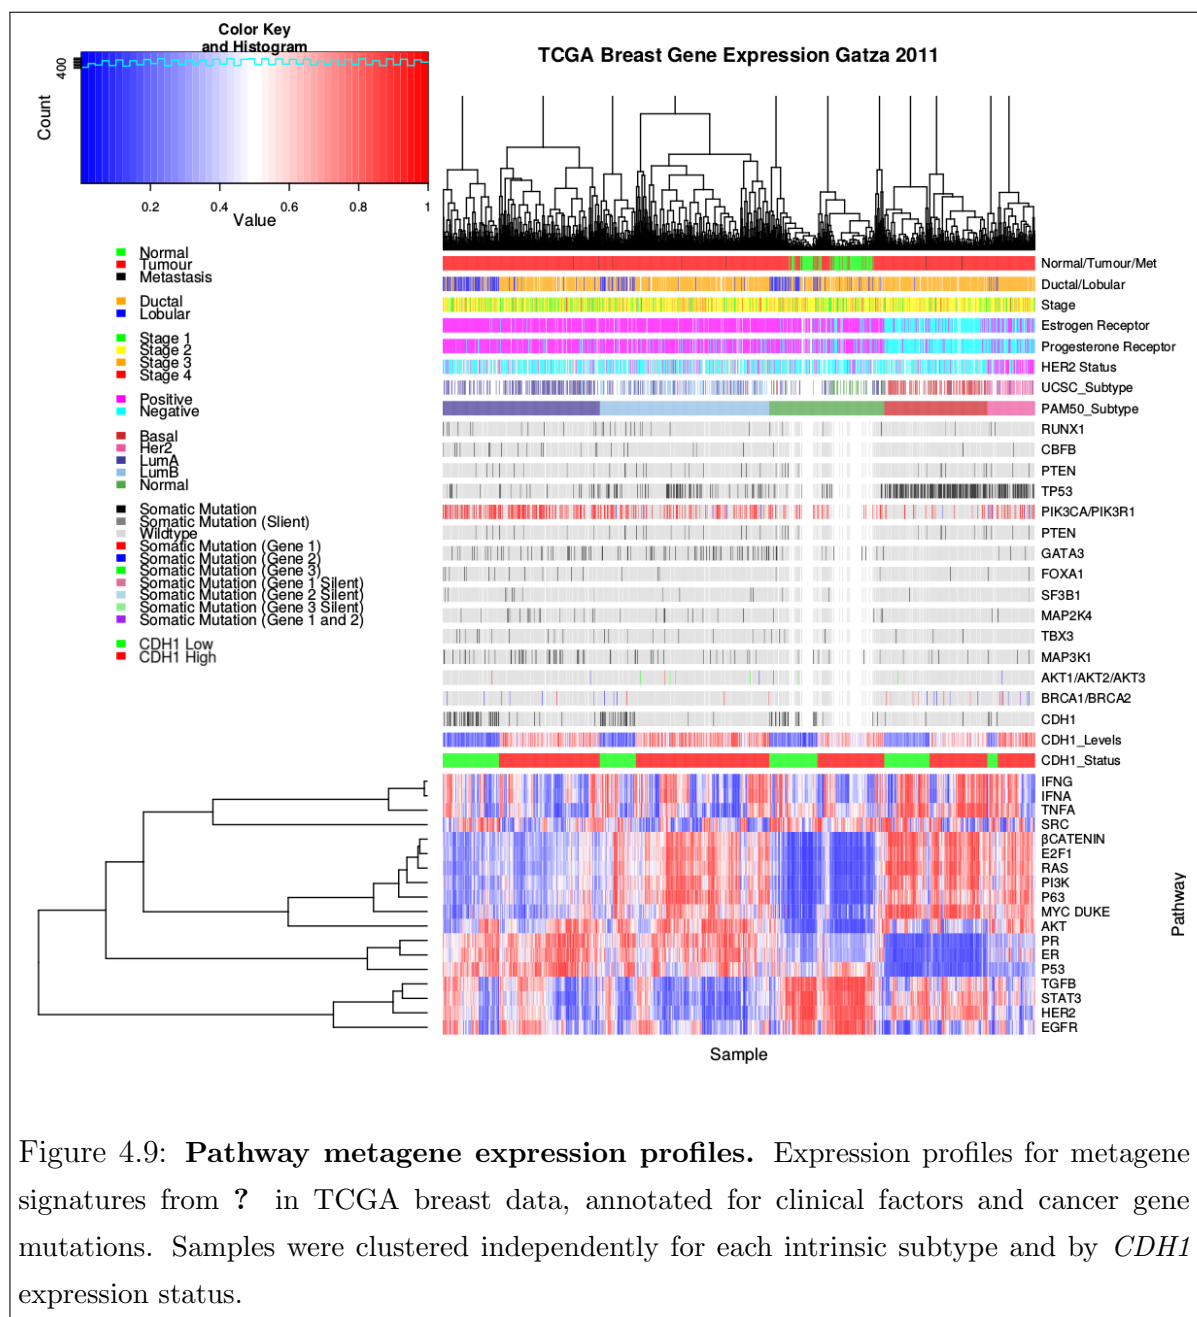 Color Key
and Histogram
TCGA Breast Gene Expression Gatza 2011
400
Count
0.2
0.4
0.6
0.8
1
Value
Normal
Tumour
Metastasis
Ductal
Lobular
Stage 1
Stage 2
Stage 3
Stage 4
Positive
Negative
Basal
Her2
LumA
LumB
Normal
Somatic Mutation
Somatic Mutation (Slient)
Wildtype
Somatic Mutation (Gene 1)
Somatic Mutation (Gene 2)
Somatic Mutation (Gene 3)
Somatic Mutation (Gene 1 Silent)
Somatic Mutation (Gene 2 Silent)
Somatic Mutation (Gene 3 Silent)
Somatic Mutation (Gene 1 and 2)
CDH1 Low
CDH1 High
Normal/Tumour/Met
Ductal/Lobular
Stage
Estrogen Receptor
Progesterone Receptor
HER2 Status
UCSC_Subtype
PAM50_Subtype
RUNX1
CBFB
PTEN
TP53
PIK3CA/PIK3R1
PTEN
GATA3
FOXA1
SF3B1
MAP2K4
TBX3
MAP3K1
AKT1/AKT2/AKT3
BRCA1/BRCA2
CDH1
CDH1_Levels
CDH1_Status
IFNG
IFNA
TNFA
SRC
βCATENIN
E2F1
RAS
PI3K
P63
MYC DUKE
AKT
PR
ER
P53
TGFB
STAT3
HER2
EGFR
Pathway
Sample
Figure 4.9: Pathway metagene expression profiles. Expression profiles for metagene
signatures from ? in TCGA breast data, annotated for clinical factors and cancer gene
mutations. Samples were clustered independently for each intrinsic subtype and by CDH1
expression status.